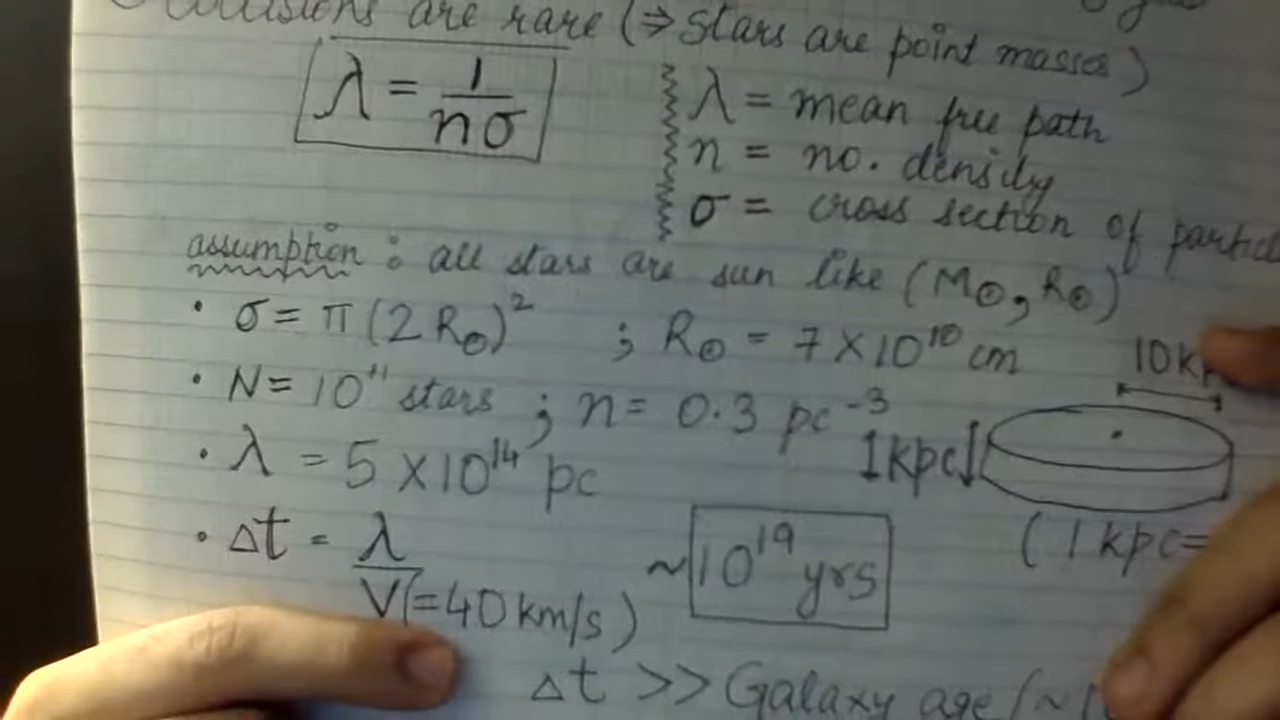 collisions are rare (⇒ stars are point masses)
λ = 1/nσ
λ = mean free path
n = no. density
σ = cross section of
assumption : all stars are sun like (M☉, R☉)
• σ = π (2 R☉)² ; R☉ = 7 × 10¹⁰ cm
• N = 10¹¹ stars ; n = 0.3 pc⁻³
10k
1kpc
• λ = 5 × 10¹⁴ pc
• Δt = λ/V(=40 km/s) ~ 10¹⁹ yrs
( 1 kpc=
Δt >> Galaxy age (~